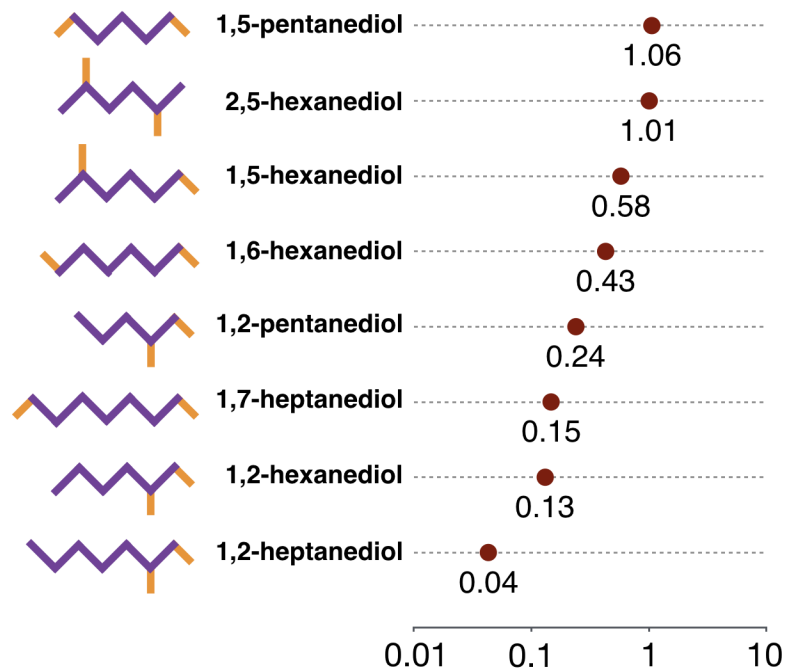 1,5-pentanediol
1.06
2,5-hexanediol
1.01
1,5-hexanediol
0.58
1,6-hexanediol
0.43
1,2-pentanediol
0.24
1,7-heptanediol
0.15
1,2-hexanediol
0.13
1,2-heptanediol
0.04
0.01 0.1 1 10